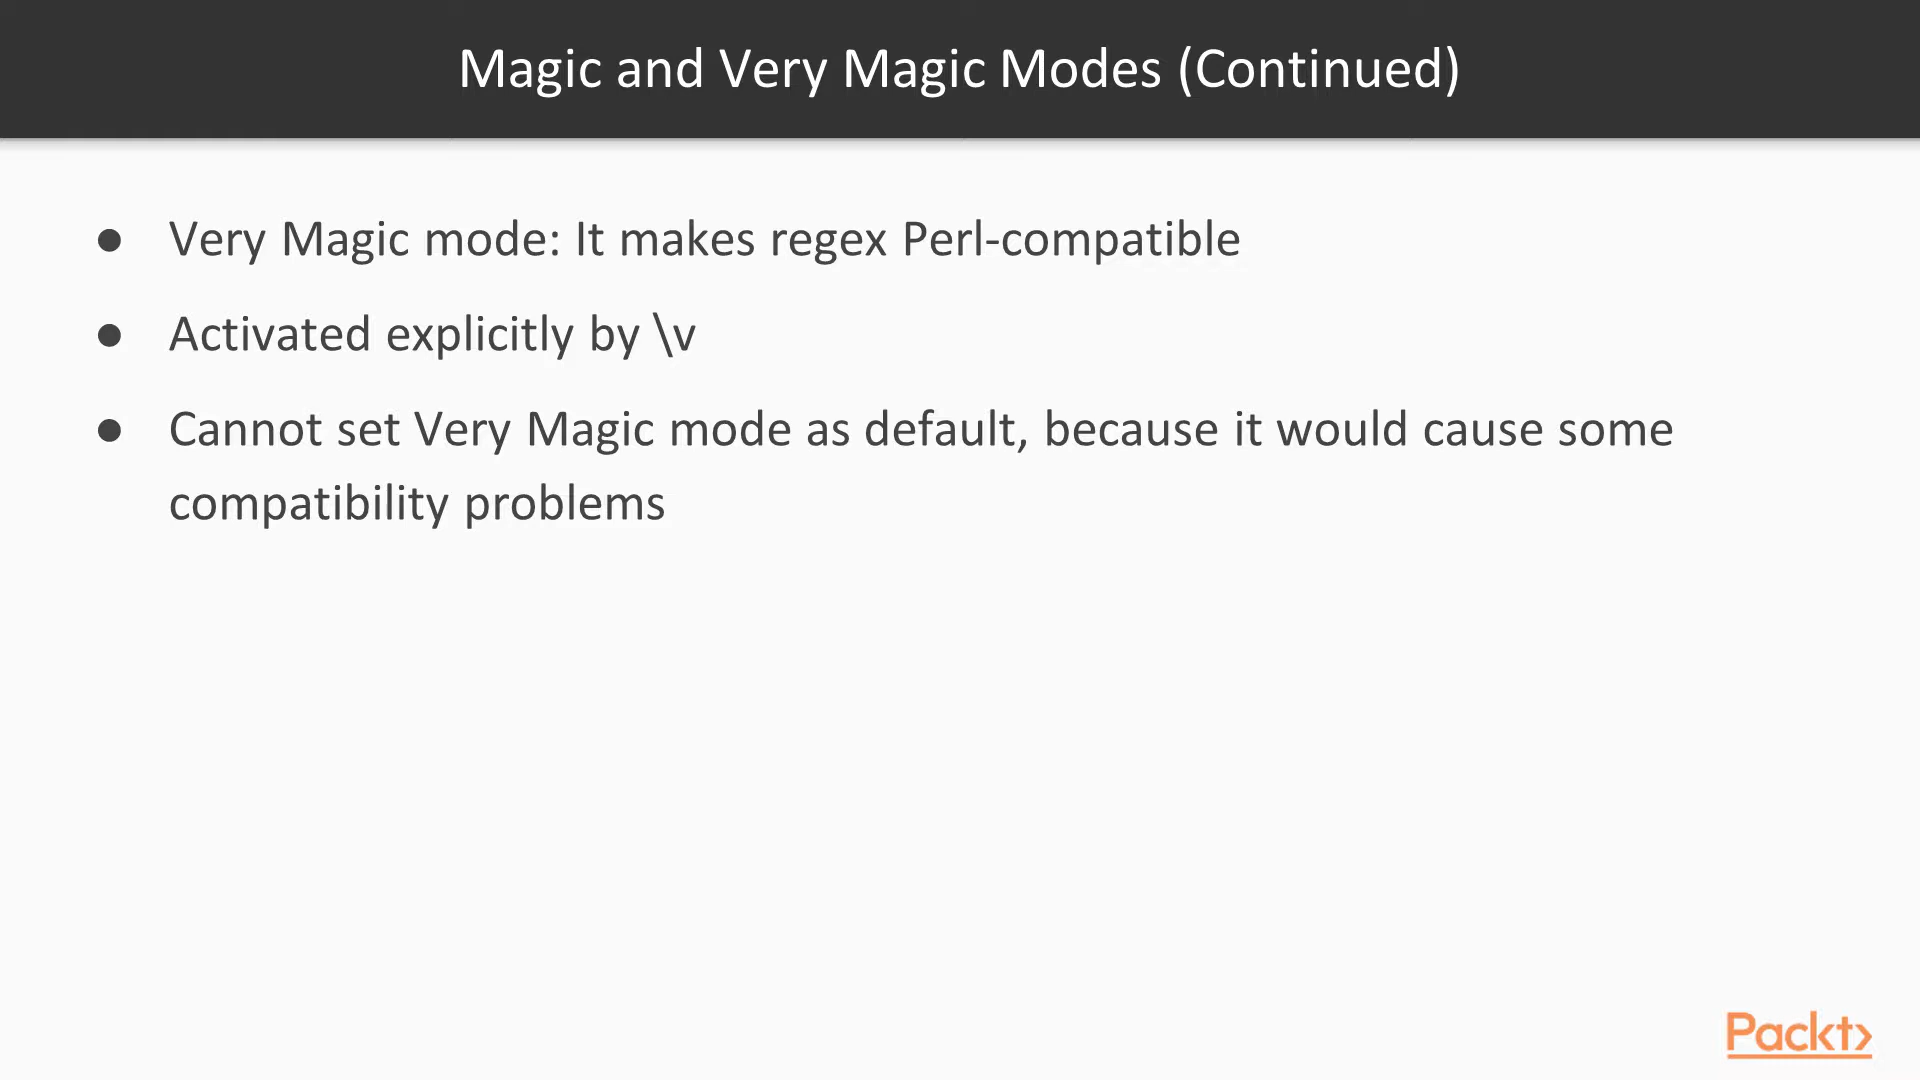 Magic and Very Magic Modes (Continued)
● Very Magic mode: It makes regex Perl-compatible
● Activated explicitly by \v
● Cannot set Very Magic mode as default, because it would cause some
compatibility problems
Packt>